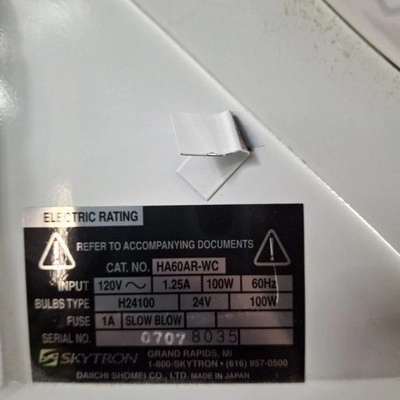 ELECTRIC RATING
REFER TO ACCOMPANYING DOCUMENTS
CAT. NO. HA60AR-WC
INPUT 120V 1.25A 100W 60Hz
BULBS TYPE H24100 24V 100W
FUSE 1A SLOW BLOW
SERIAL NO. 0707 8035
SKYTRON GRAND RAPIDS, MI
1-800-SKYTRON • (616) 957-0500
DAIICHI SHOMEI CO., LTD. MADE IN JAPAN